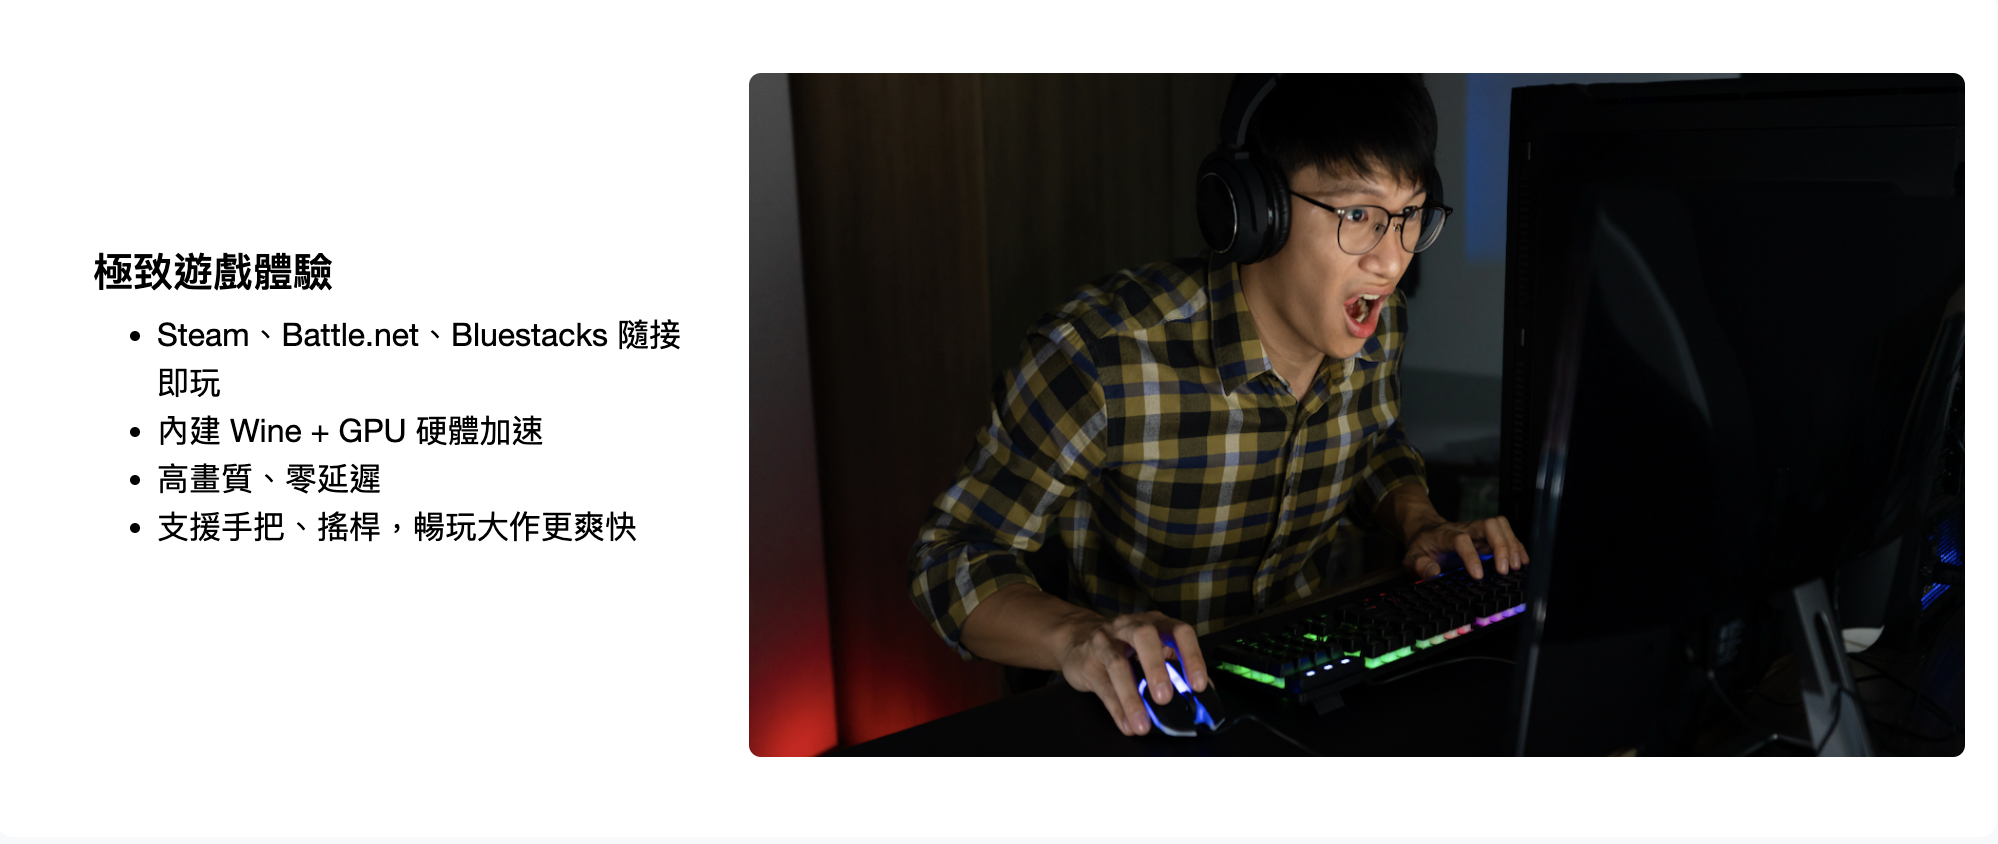 極致遊戲體驗
• Steam、Battle.net、Bluestacks 隨接
即玩
• 內建 Wine + GPU 硬體加速
• 高畫質、零延遲
• 支援手把、搖桿，暢玩大作更爽快